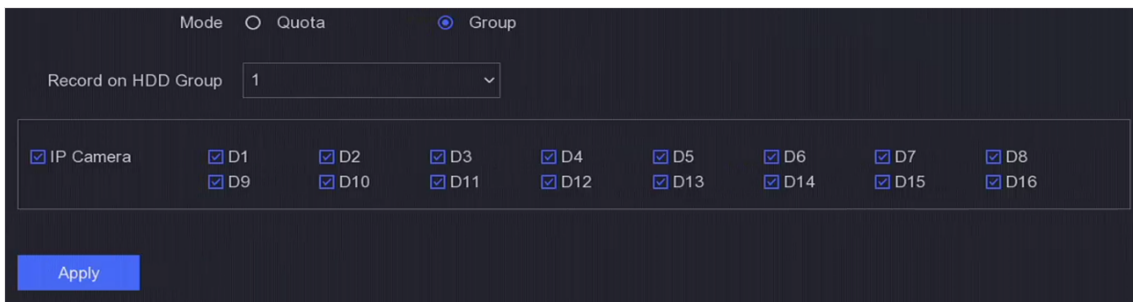 Mode Quota Group
Record on HDD Group 1
IP Camera D1 D2 D3 D4 D5 D6 D7 D8
D9 D10 D11 D12 D13 D14 D15 D16
Apply